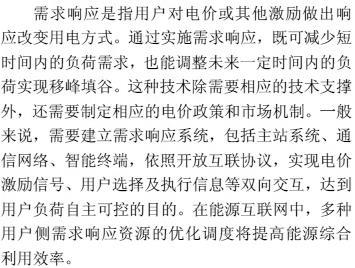 需求响应是指用户对电价或其他激励做出响
应改变用电方式。通过实施需求响应，既可减少短
时间内的负荷需求，也能调整未来一定时间内的负
荷实现移峰填谷。这种技术除需要相应的技术支撑
外，还需要制定相应的电价政策和市场机制。一般
来说，需要建立需求响应系统，包括主站系统、通
信网络、智能终端，依照开放互联协议，实现电价
激励信号、用户选择及执行信息等双向交互，达到
用户负荷自主可控的目的。在能源互联网中，多种
用户侧需求响应资源的优化调度将提高能源综合
利用效率。